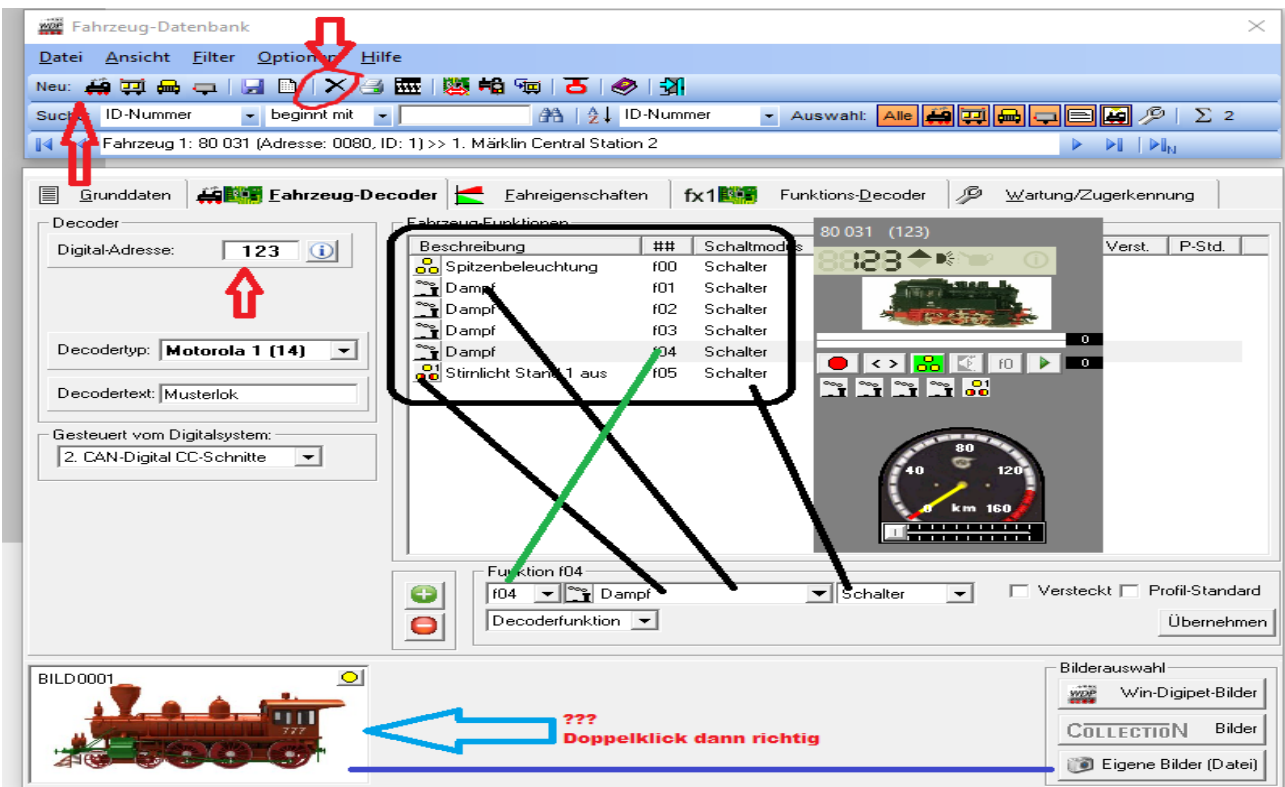 WDP Fahrzeug-Datenbank
Datei Ansicht Filter Optionen Hilfe
Neu:
Suche ID-Nummer beginnt mit ID-Nummer Auswahl: Alle Σ 2
Fahrzeug 1: 80 031 (Adresse: 0080, ID: 1) >> 1. Märklin Central Station 2 N
Grunddaten Fahrzeug-Decoder Fahreigenschaften fx1 Funktions-Decoder Wartung/Zugerkennung
Decoder
Digital-Adresse: 123
Decodertyp: Motorola 1 (14)
Decodertext: Musterlok
Gesteuert vom Digitalsystem:
2. CAN-Digital CC-Schnitte
Fahrzeug-Funktionen
Beschreibung ## Schaltmodus Verst. P-Std.
Spitzenbeleuchtung f00 Schalter
Dampf f01 Schalter
Dampf f02 Schalter
Dampf f03 Schalter
Dampf f04 Schalter
Stirnlicht Stand 1 aus f05 Schalter
80 031 (123)
123
0
< > f0 0
1
40 80 120
0 km 160
Funktion f04
f04 Dampf Schalter Versteckt Profil-Standard
Decoderfunktion Übernehmen
BILD0001
777
???
Doppelklick dann richtig
Bilderauswahl
WDP Win-Digipet-Bilder
COLLECTION Bilder
Eigene Bilder (Datei)